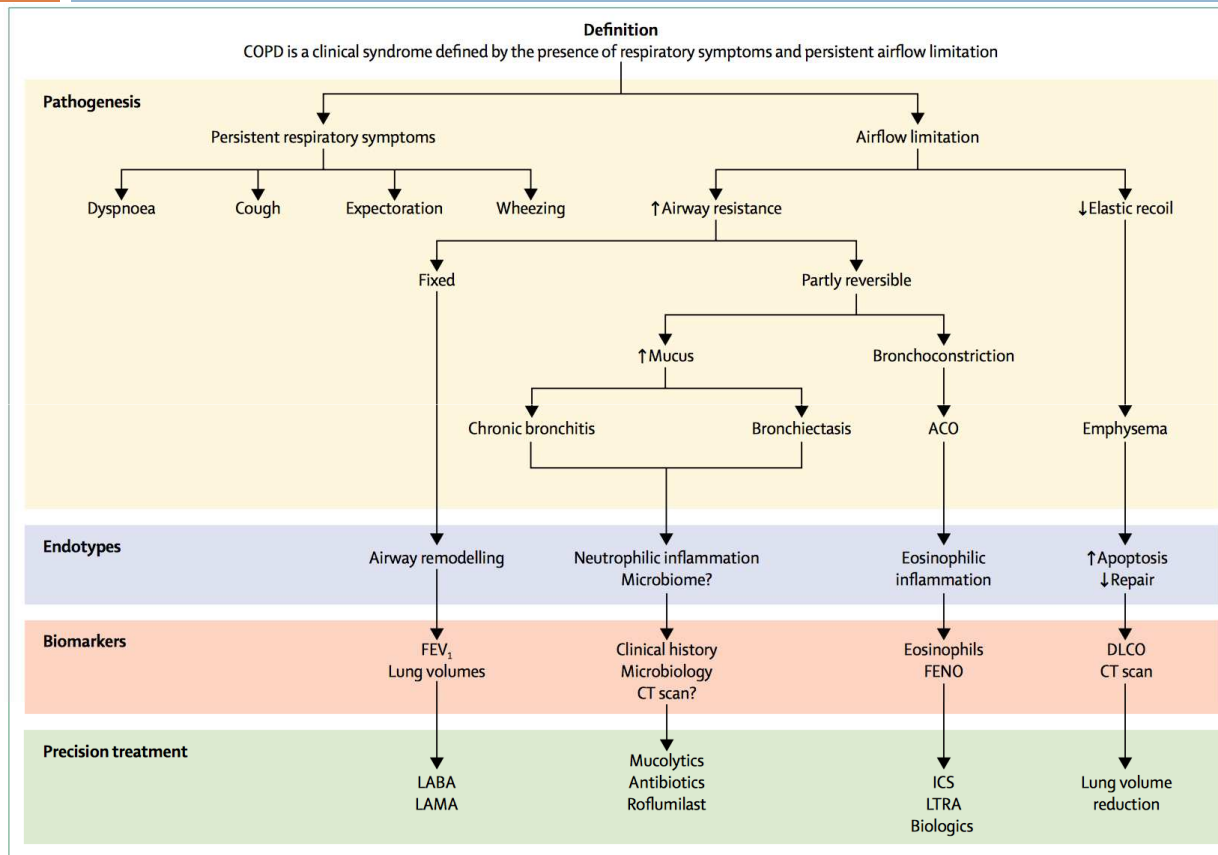 Definition
COPD is a clinical syndrome defined by the presence of respiratory symptoms and persistent airflow limitation
Pathogenesis
Persistent respiratory symptoms
Airflow limitation
Dyspnoea
Cough
Expectoration
Wheezing
↑Airway resistance
↓Elastic recoil
Fixed
Partly reversible
↑Mucus
Bronchoconstriction
Chronic bronchitis
Bronchiectasis
ACO
Emphysema
Endotypes
Airway remodelling
Neutrophilic inflammation
Microbiome?
Eosinophilic
inflammation
↑Apoptosis
↓Repair
Biomarkers
FEV₁
Lung volumes
Clinical history
Microbiology
CT scan?
Eosinophils
FENO
DLCO
CT scan
Precision treatment
LABA
LAMA
Mucolytics
Antibiotics
Roflumilast
ICS
LTRA
Biologics
Lung volume
reduction